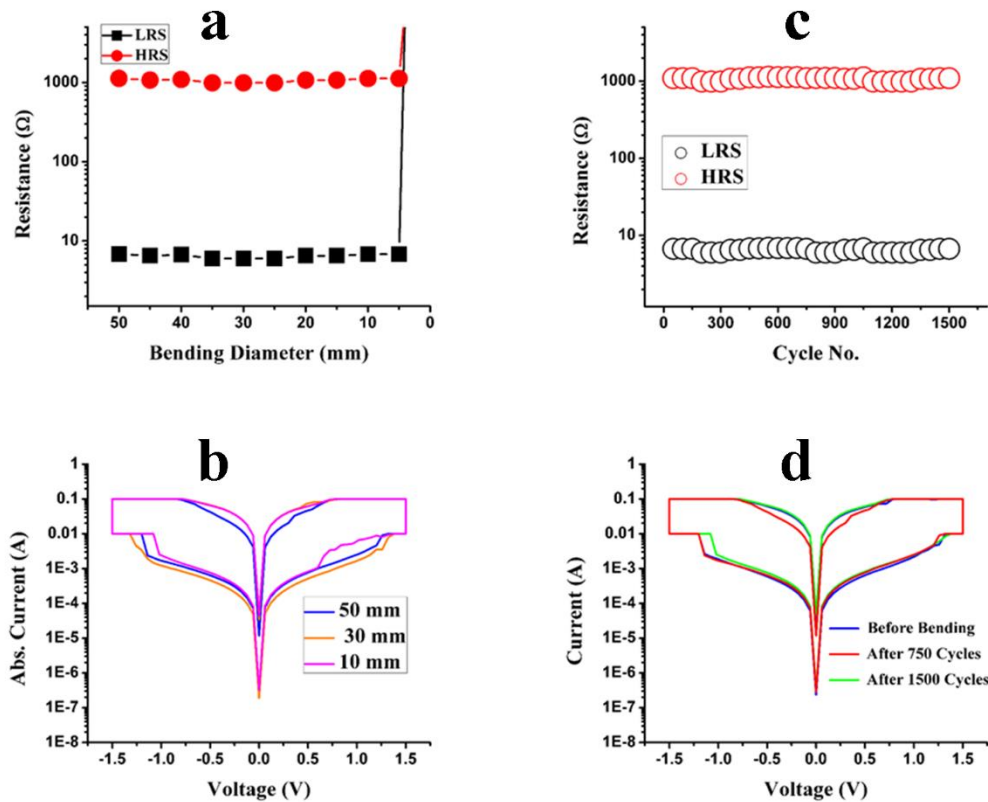 a
LRS
HRS
1000
100
10
Resistance (Ω)
50 40 30 20 10 0
Bending Diameter (mm)
c
1000
100
10
Resistance (Ω)
LRS
HRS
0 300 600 900 1200 1500
Cycle No.
b
1
0.1
0.01
1E-3
1E-4
1E-5
1E-6
1E-7
1E-8
Abs. Current (A)
50 mm
30 mm
10 mm
-1.5 -1.0 -0.5 0.0 0.5 1.0 1.5
Voltage (V)
d
1
0.1
0.01
1E-3
1E-4
1E-5
1E-6
1E-7
1E-8
Current (A)
Before Bending
After 750 Cycles
After 1500 Cycles
-1.5 -1.0 -0.5 0.0 0.5 1.0 1.5
Voltage (V)